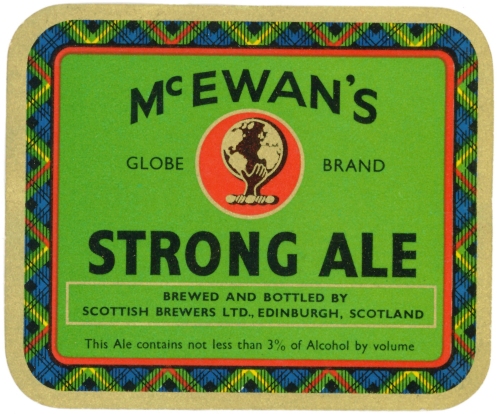 McEWAN'S
GLOBE BRAND
STRONG ALE
BREWED AND BOTTLED BY
SCOTTISH BREWERS LTD., EDINBURGH, SCOTLAND
This Ale contains not less than 3% of Alcohol by volume